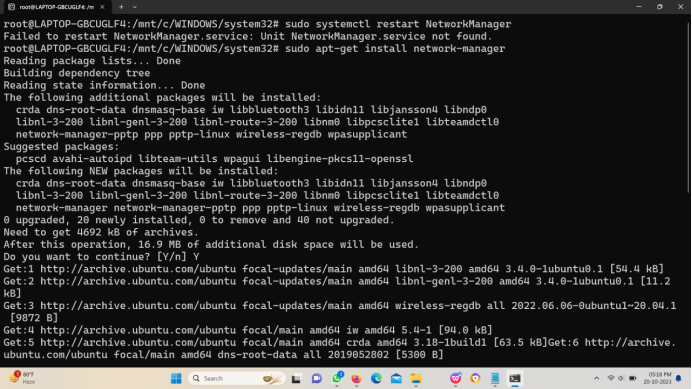 root@LAPTOP-GBCUGLF4: /m
root@LAPTOP-GBCUGLF4:/mnt/c/WINDOWS/system32# sudo systemctl restart NetworkManager
Failed to restart NetworkManager.service: Unit NetworkManager.service not found.
root@LAPTOP-GBCUGLF4:/mnt/c/WINDOWS/system32# sudo apt-get install network-manager
Reading package lists... Done
Building dependency tree
Reading state information... Done
The following additional packages will be installed:
crda dns-root-data dnsmasq-base iw libbluetooth3 libidn11 libjansson4 libndp0
libnl-3-200 libnl-genl-3-200 libnl-route-3-200 libnm0 libpcsclite1 libteamdctl0
network-manager-pptp ppp pptp-linux wireless-regdb wpasupplicant
Suggested packages:
pcscd avahi-autoipd libteam-utils wpagui libengine-pkcs11-openssl
The following NEW packages will be installed:
crda dns-root-data dnsmasq-base iw libbluetooth3 libidn11 libjansson4 libndp0
libnl-3-200 libnl-genl-3-200 libnl-route-3-200 libnm0 libpcsclite1 libteamdctl0
network-manager network-manager-pptp ppp pptp-linux wireless-regdb wpasupplicant
0 upgraded, 20 newly installed, 0 to remove and 40 not upgraded.
Need to get 4692 kB of archives.
After this operation, 16.9 MB of additional disk space will be used.
Do you want to continue? [Y/n] Y
Get:1 http://archive.ubuntu.com/ubuntu focal-updates/main amd64 libnl-3-200 amd64 3.4.0-1ubuntu0.1 [54.4 kB]
Get:2 http://archive.ubuntu.com/ubuntu focal-updates/main amd64 libnl-genl-3-200 amd64 3.4.0-1ubuntu0.1 [11.2
kB]
Get:3 http://archive.ubuntu.com/ubuntu focal-updates/main amd64 wireless-regdb all 2022.06.06-0ubuntu1~20.04.1
[9872 B]
Get:4 http://archive.ubuntu.com/ubuntu focal/main amd64 iw amd64 5.4-1 [94.0 kB]
Get:5 http://archive.ubuntu.com/ubuntu focal/main amd64 crda amd64 3.18-1build1 [63.5 kB]Get:6 http://archive.
ubuntu.com/ubuntu focal/main amd64 dns-root-data all 2019052802 [5300 B]
88°F
Haze
Search
05:16 PM
20-10-2023